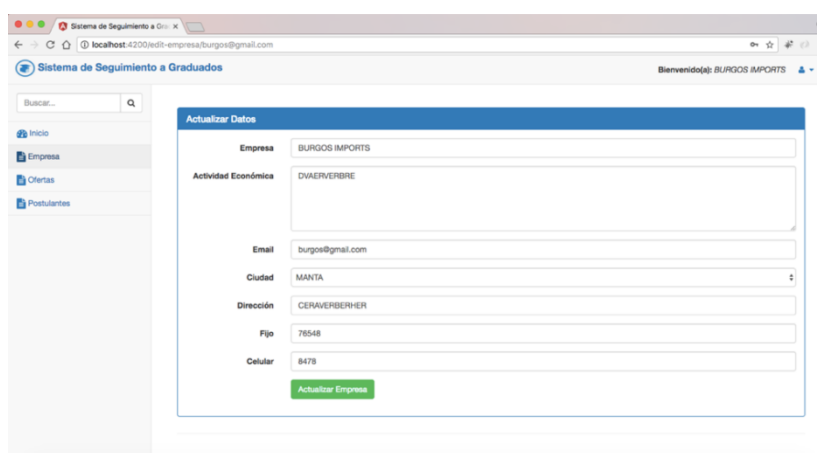 Sistema de Seguimiento a Gra
localhost:4200/edit-empresa/burgos@gmail.com
Sistema de Seguimiento a Graduados
Bienvenido(a): BURGOS IMPORTS
Buscar...
Inicio
Empresa
Ofertas
Postulantes
Actualizar Datos
Empresa BURGOS IMPORTS
Actividad Económica DVAERVERBRE
Email burgos@gmail.com
Ciudad MANTA
Dirección CERAVERBERHER
Fijo 76548
Celular 8478
Actualizar Empresa